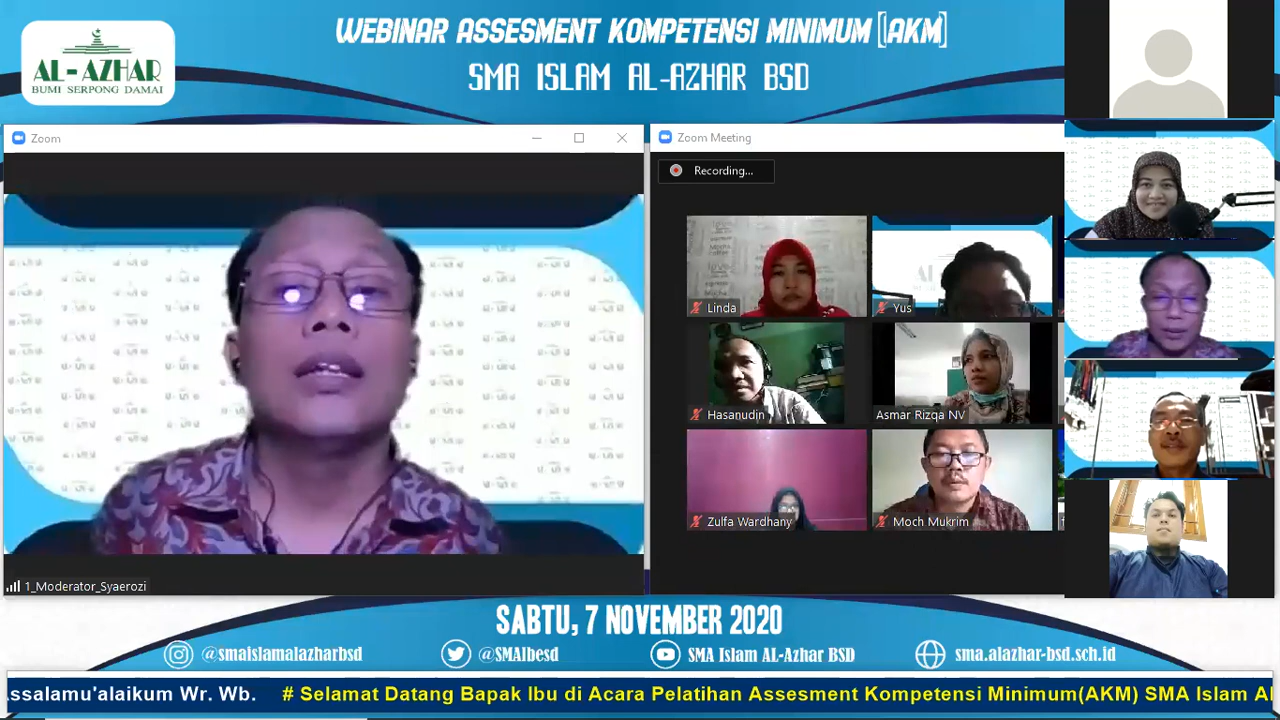 WEBINAR ASSESMENT KOMPETENSI MINIMUM [AKM]
SMA ISLAM AL-AZHAR BSD
AL-AZHAR
BUMI SERPONG DAMAI
Zoom
Zoom Meeting
Recording...
Linda
Yus
Hasanudin
Asmar Rizqa NV
Zulfa Wardhany
Moch Mukrim
1_Moderator_Syaerozi
SABTU, 7 NOVEMBER 2020
@smaislamalazharbsd
@SMAIbesd
SMA Islam AL-Azhar BSD
sma.alazhar-bsd.sch.id
ssalamu'alaikum Wr. Wb. # Selamat Datang Bapak Ibu di Acara Pelatihan Assesment Kompetensi Minimum(AKM) SMA Islam Al